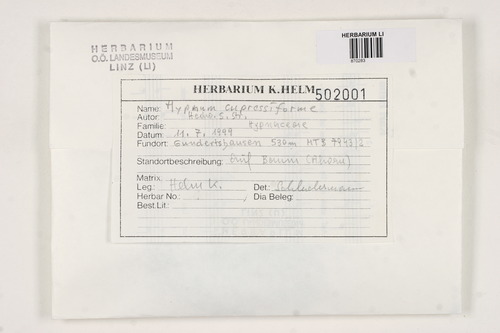 HERBARIUM
O.Ö. LANDESMUSEUM
LINZ (LI)
HERBARIUM LI
HERBARIUM K.HELM
502001
Name: Hypnum cupressiforme
Autor Hedw.
Familie: Hypnaceae
Datum: 11. 7. 1999
Fundort: Gundertshausen 530m MTB
Standortbeschreibung: auf Baum
Matrix:
Leg: Helm K. Det: Schlüsslmayr
Herbar No: Dia Beleg:
Best.Lit: